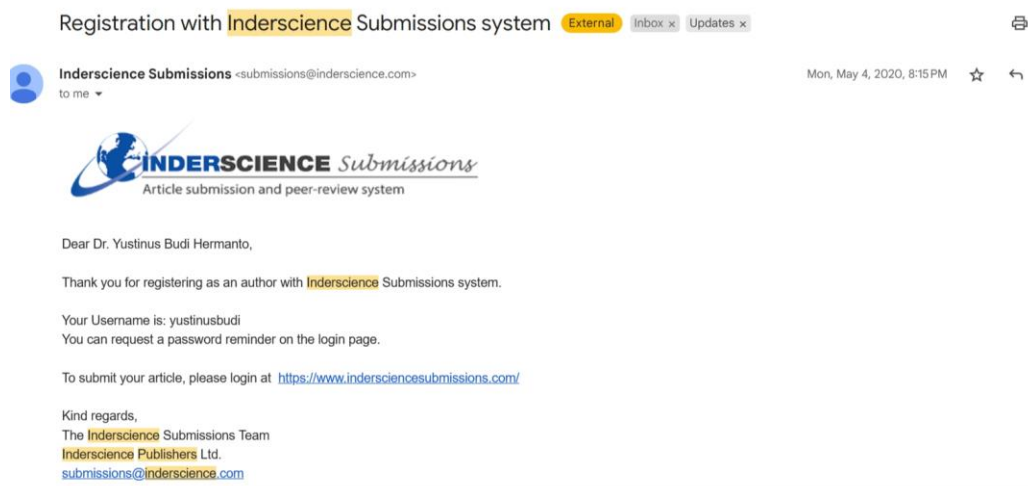 Registration with Inderscience Submissions system External Inbox x Updates x
Inderscience Submissions <submissions@inderscience.com> Mon, May 4, 2020, 8:15 PM
to me
INDERSCIENCE Submissions
Article submission and peer-review system
Dear Dr. Yustinus Budi Hermanto,
Thank you for registering as an author with Inderscience Submissions system.
Your Username is: yustinusbudi
You can request a password reminder on the login page.
To submit your article, please login at https://www.indersciencesubmissions.com/
Kind regards,
The Inderscience Submissions Team
Inderscience Publishers Ltd.
submissions@inderscience.com